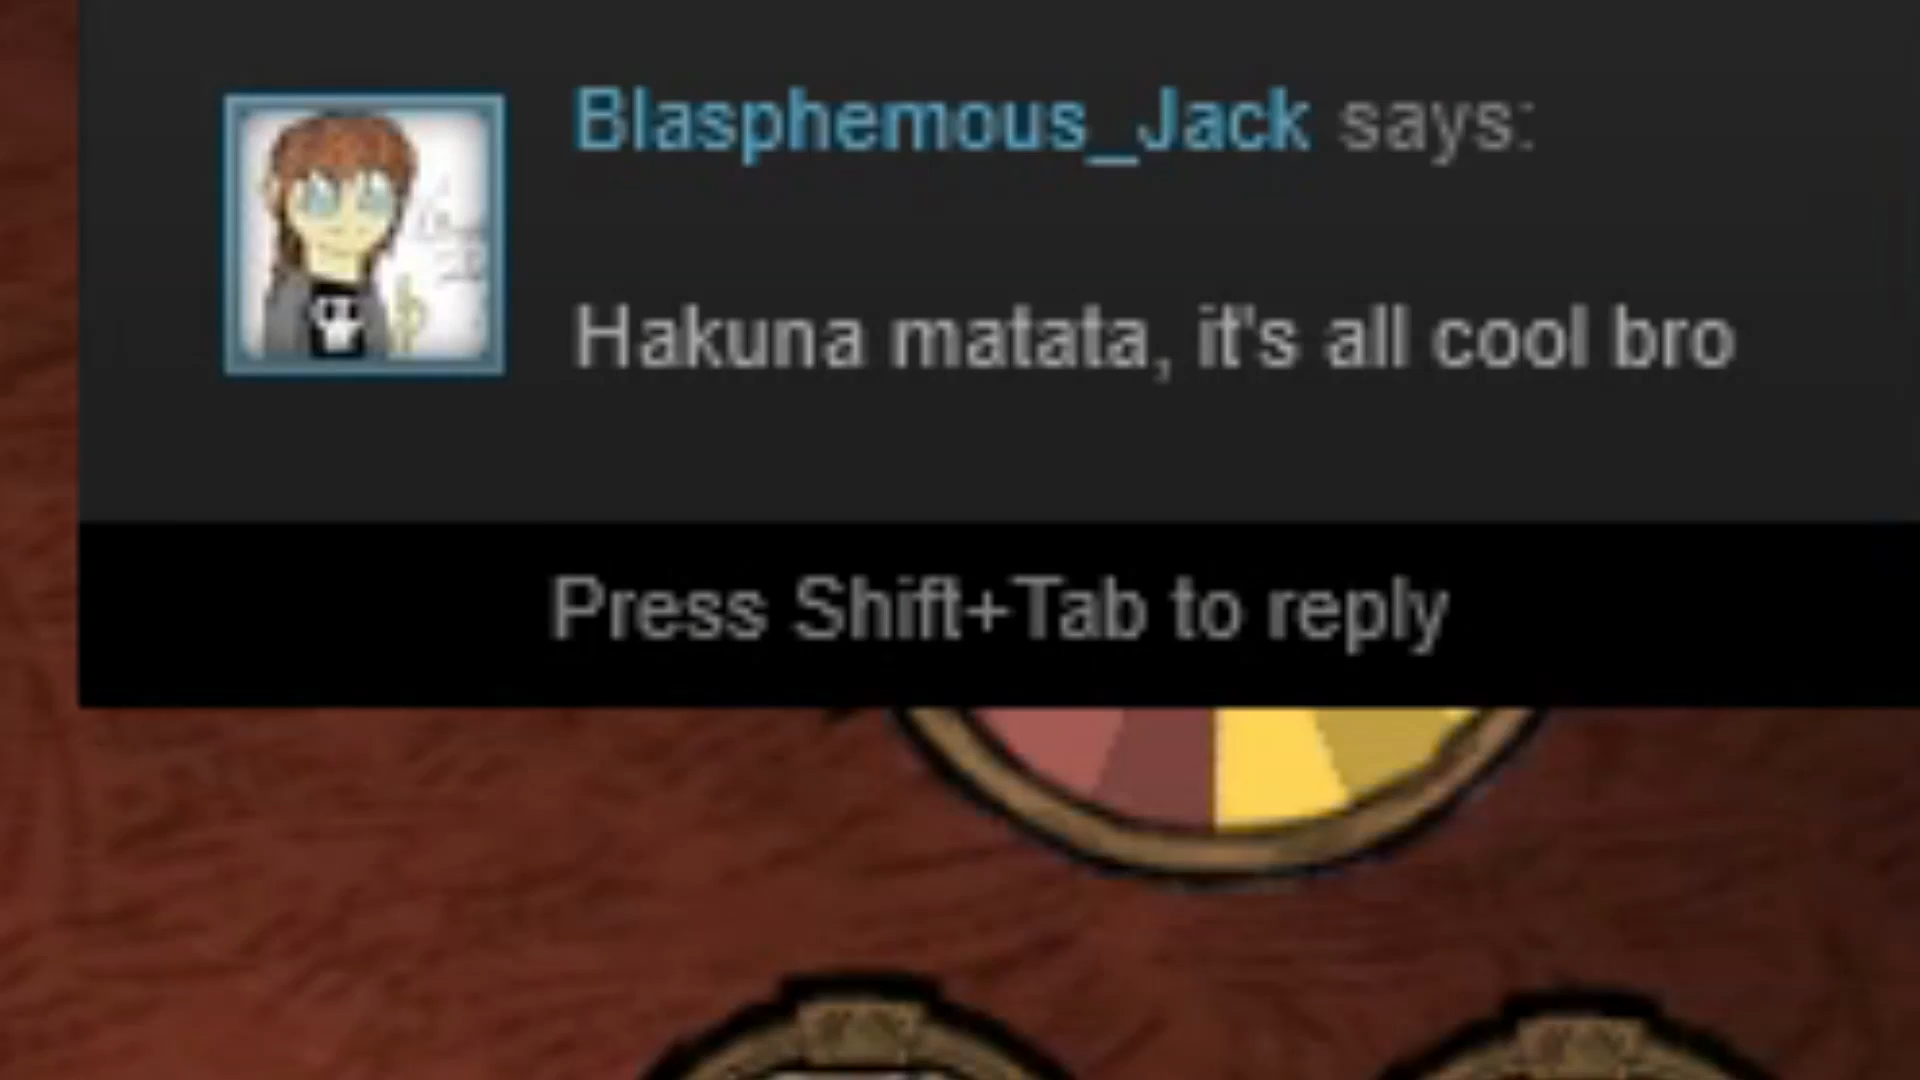 Blasphemous_Jack says:
Hakuna matata, it's all cool bro
Press Shift+Tab to reply